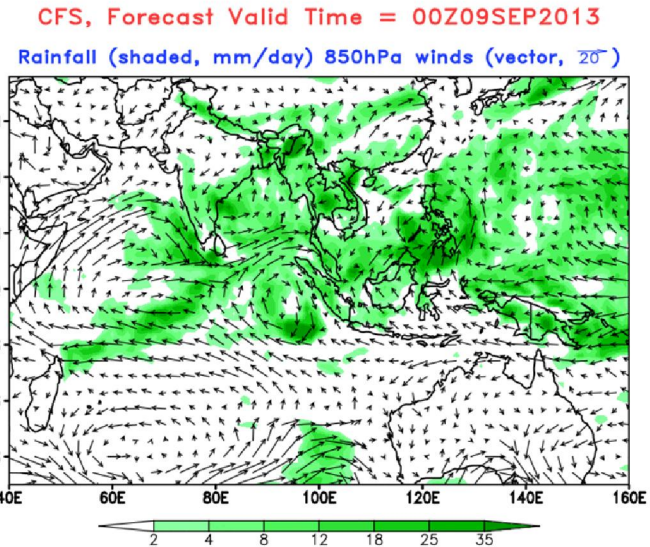 CFS, Forecast Valid Time = 00Z09SEP2013
Rainfall (shaded, mm/day) 850hPa winds (vector, 20 )
40E 60E 80E 100E 120E 140E 160E
2 4 8 12 18 25 35